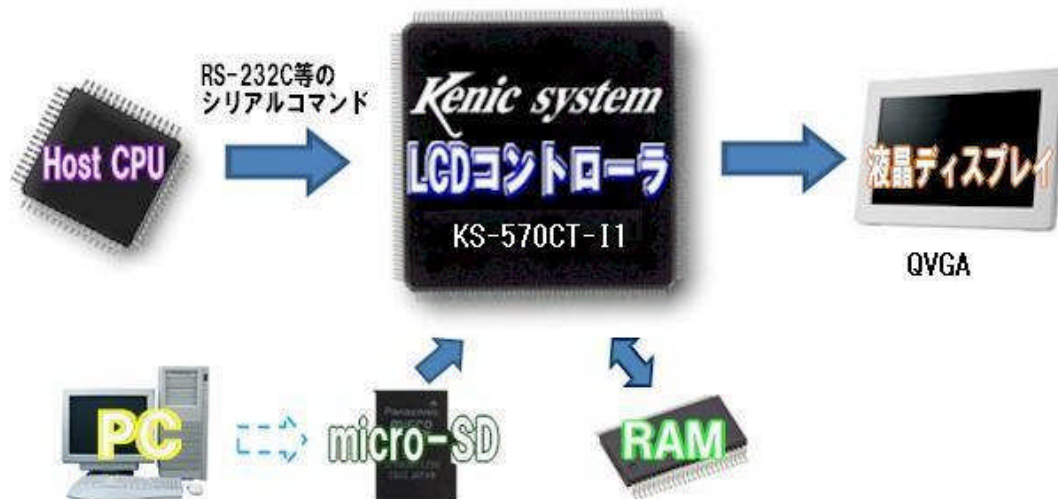 RS-232C等の
シリアルコマンド
Host CPU
Kenic system
LCDコントローラ
KS-570CT-I1
液晶ディスプレイ
QVGA
PC
micro-SD
RAM
Panasonic